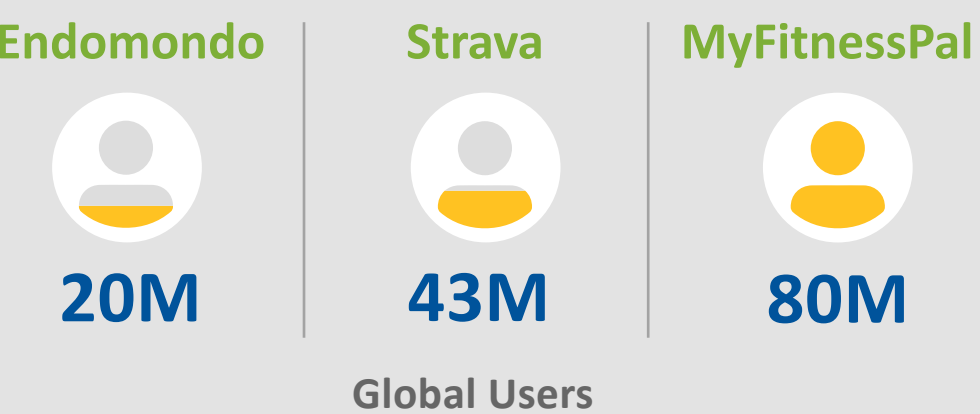 Endomondo
Strava
MyFitnessPal
20M
43M
80M
Global Users